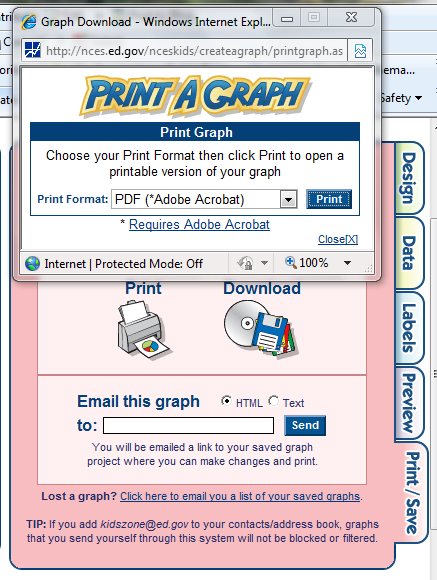 Graph Download - Windows Internet Expl...
http://nces.ed.gov/nceskids/createagraph/printgraph.as
ema...
Safety
PRINT A GRAPH
Print Graph
Choose your Print Format then click Print to open a
printable version of your graph
Print Format: PDF (*Adobe Acrobat) Print
* Requires Adobe Acrobat
Close[X]
Internet | Protected Mode: Off 100%
Design
Data
Labels
Preview
Print / Save
Print Download
Email this graph HTML Text
to: Send
You will be emailed a link to your saved graph
project where you can make changes and print.
Lost a graph? Click here to email you a list of your saved graphs.
TIP: If you add kidszone@ed.gov to your contacts/address book, graphs
that you send yourself through this system will not be blocked or filtered.